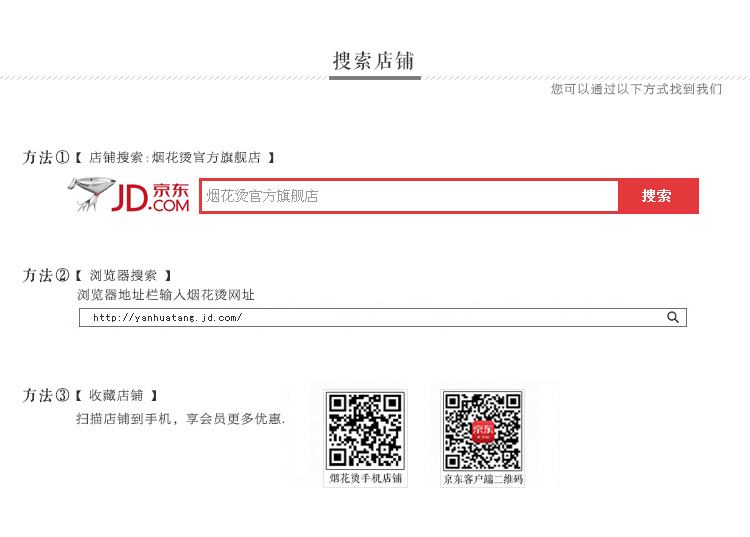 搜索店铺
您可以通过以下方式找到我们
方法①【 店铺搜索:烟花烫官方旗舰店 】
JD.COM 京东
烟花烫官方旗舰店
搜索
方法②【 浏览器搜索 】
浏览器地址栏输入烟花烫网址
http://yanhuatang.jd.com/
方法③【 收藏店铺 】
扫描店铺到手机，享会员更多优惠.
京东
烟花烫手机店铺
京东客户端二维码